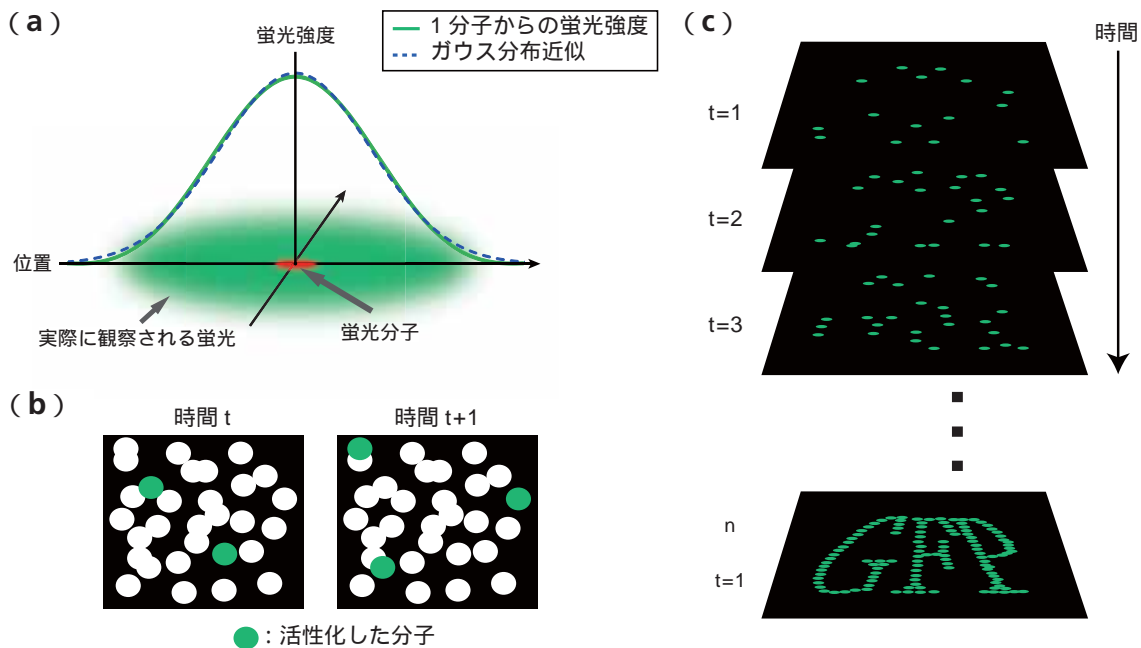 （a）
蛍光強度
1 分子からの蛍光強度
ガウス分布近似
位置
実際に観察される蛍光
蛍光分子
（b）
時間 t
時間 t+1
: 活性化した分子
（c）
時間
t=1
t=2
t=3
n
t=1
GAP